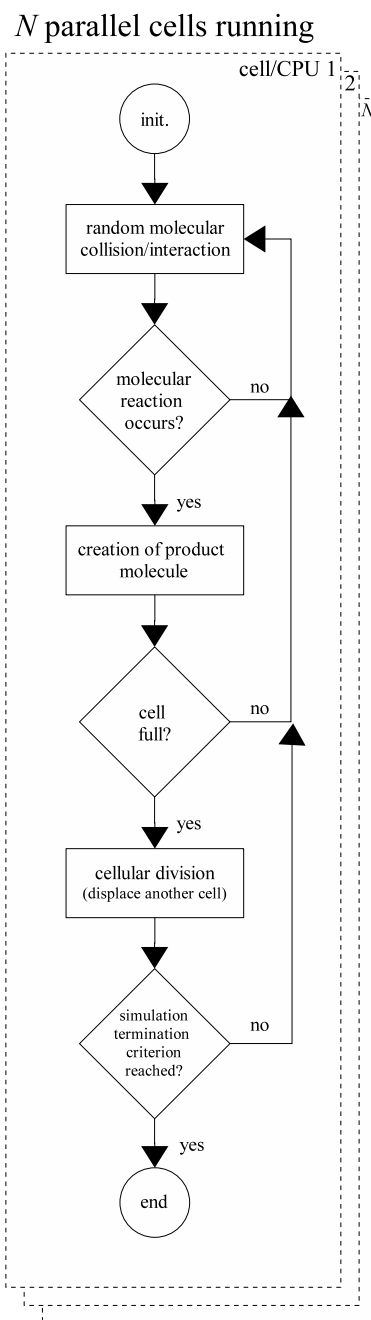 N parallel cells running
cell/CPU 1
2
N
init.
random molecular
collision/interaction
molecular
reaction
occurs?
no
yes
creation of product
molecule
cell
full?
no
yes
cellular division
(displace another cell)
simulation
termination
criterion
reached?
no
yes
end